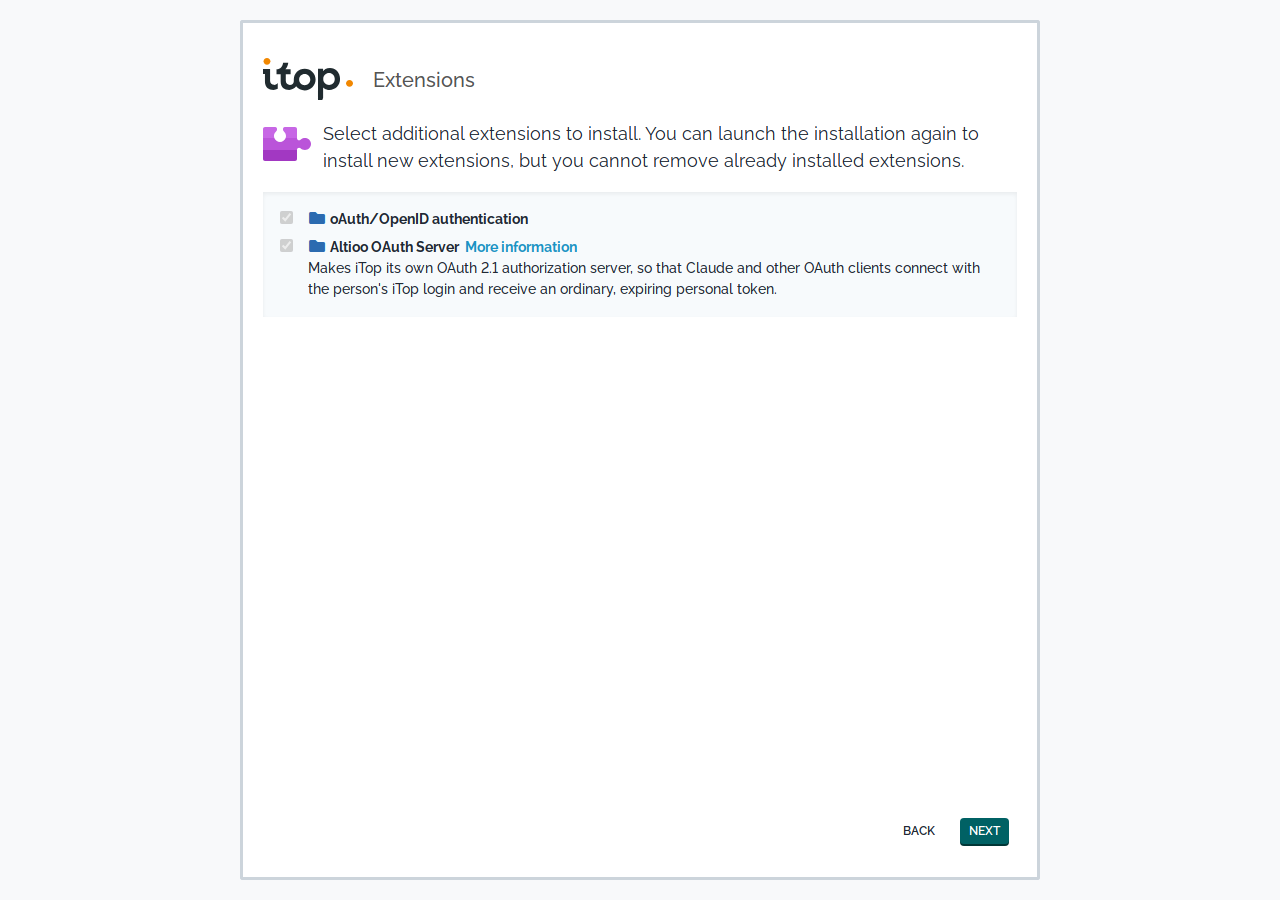 itop
Extensions
Select additional extensions to install. You can launch the installation again to
install new extensions, but you cannot remove already installed extensions.
oAuth/OpenID authentication
Altioo OAuth Server More information
Makes iTop its own OAuth 2.1 authorization server, so that Claude and other OAuth clients connect with
the person's iTop login and receive an ordinary, expiring personal token.
BACK NEXT